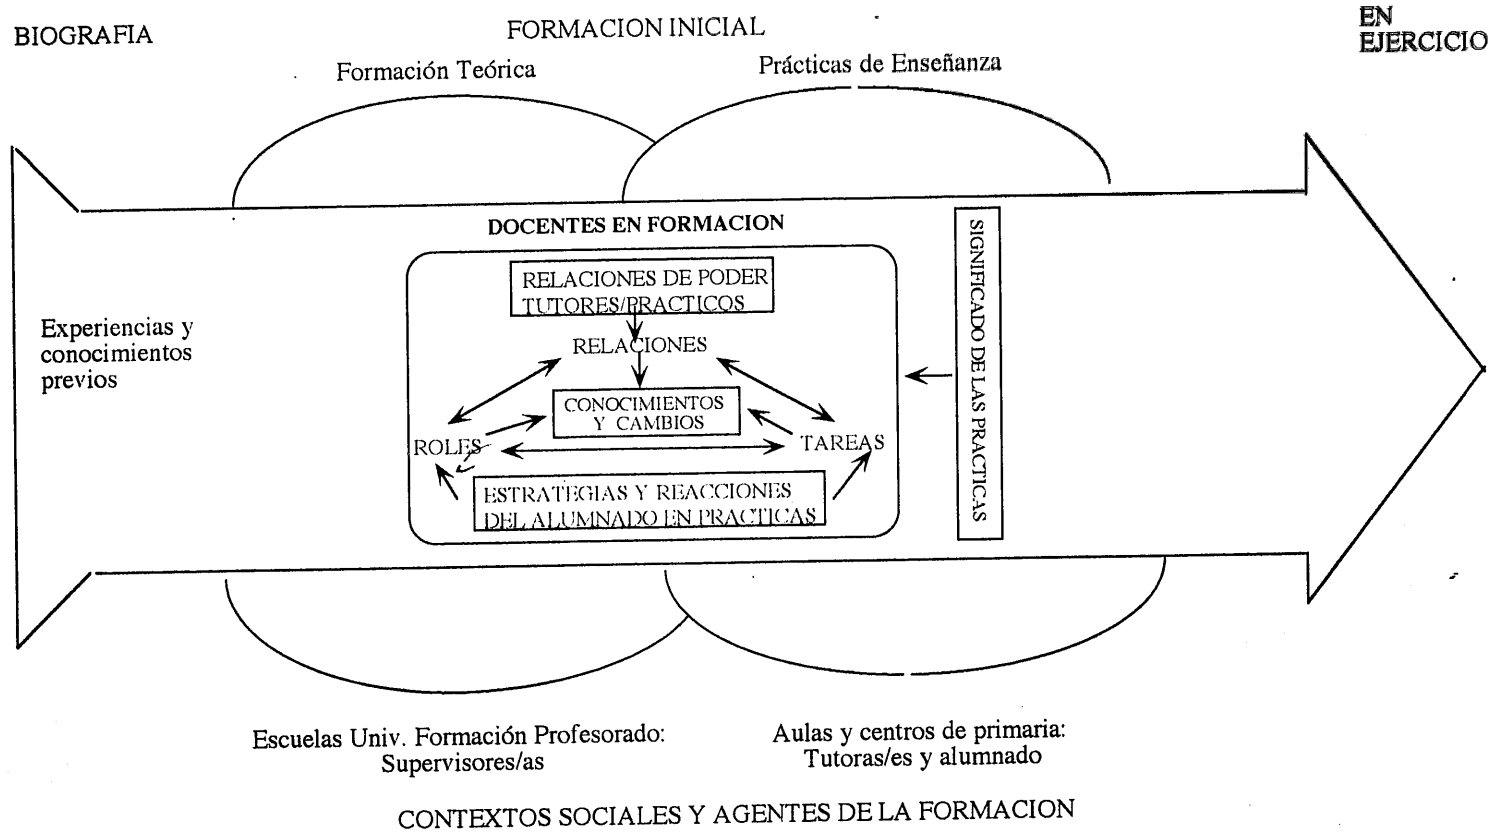 BIOGRAFIA
FORMACION INICIAL
EN
EJERCICIO
Formación Teórica
Prácticas de Enseñanza
DOCENTES EN FORMACION
RELACIONES DE PODER
TUTORES/PRACTICOS
RELACIONES
CONOCIMIENTOS
Y CAMBIOS
ROLES
TAREAS
ESTRATEGIAS Y REACCIONES
DEL ALUMNADO EN PRACTICAS
SIGNIFICADO DE LAS PRACTICAS
Experiencias y
conocimientos
previos
Escuelas Univ. Formación Profesorado:
Supervisores/as
Aulas y centros de primaria:
Tutoras/es y alumnado
CONTEXTOS SOCIALES Y AGENTES DE LA FORMACION